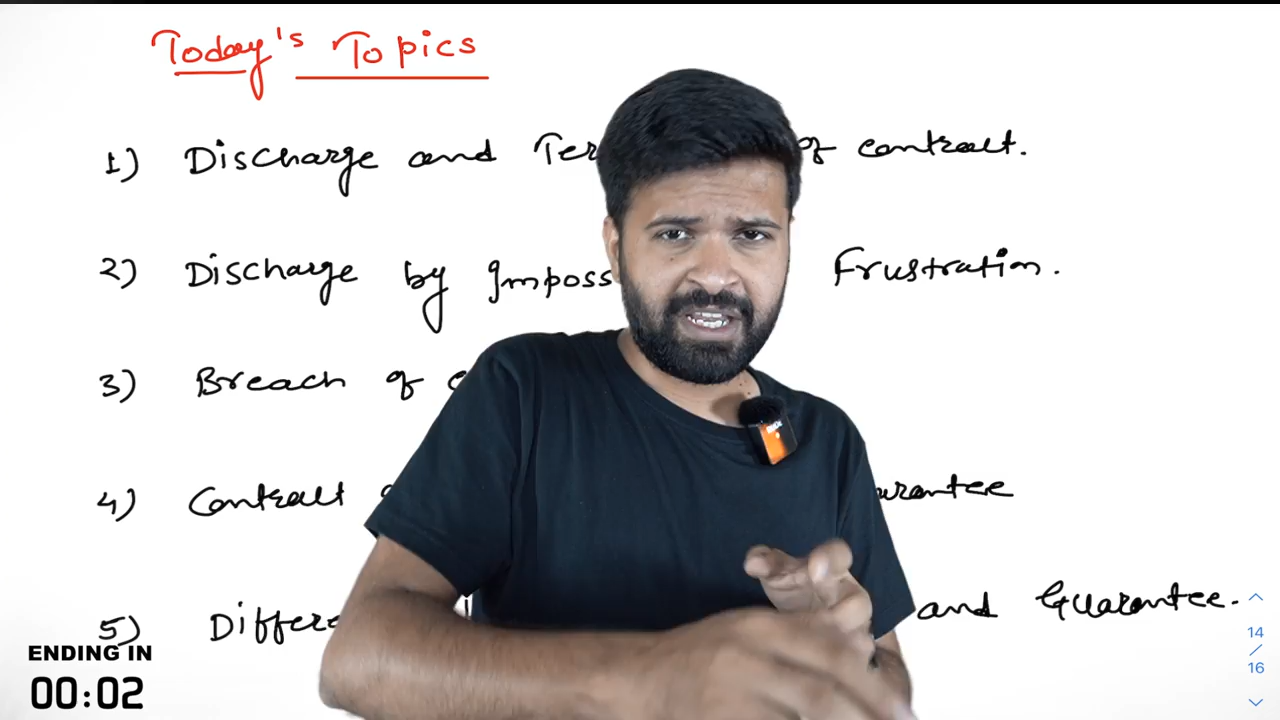 Today's Topics
1) Discharge and Ter of contract.
2) Discharge by Imposs Frustration.
3) Breach of
4) Contract urantee
5) Differe and Guarantee.
ENDING IN
00:02
14
/
16